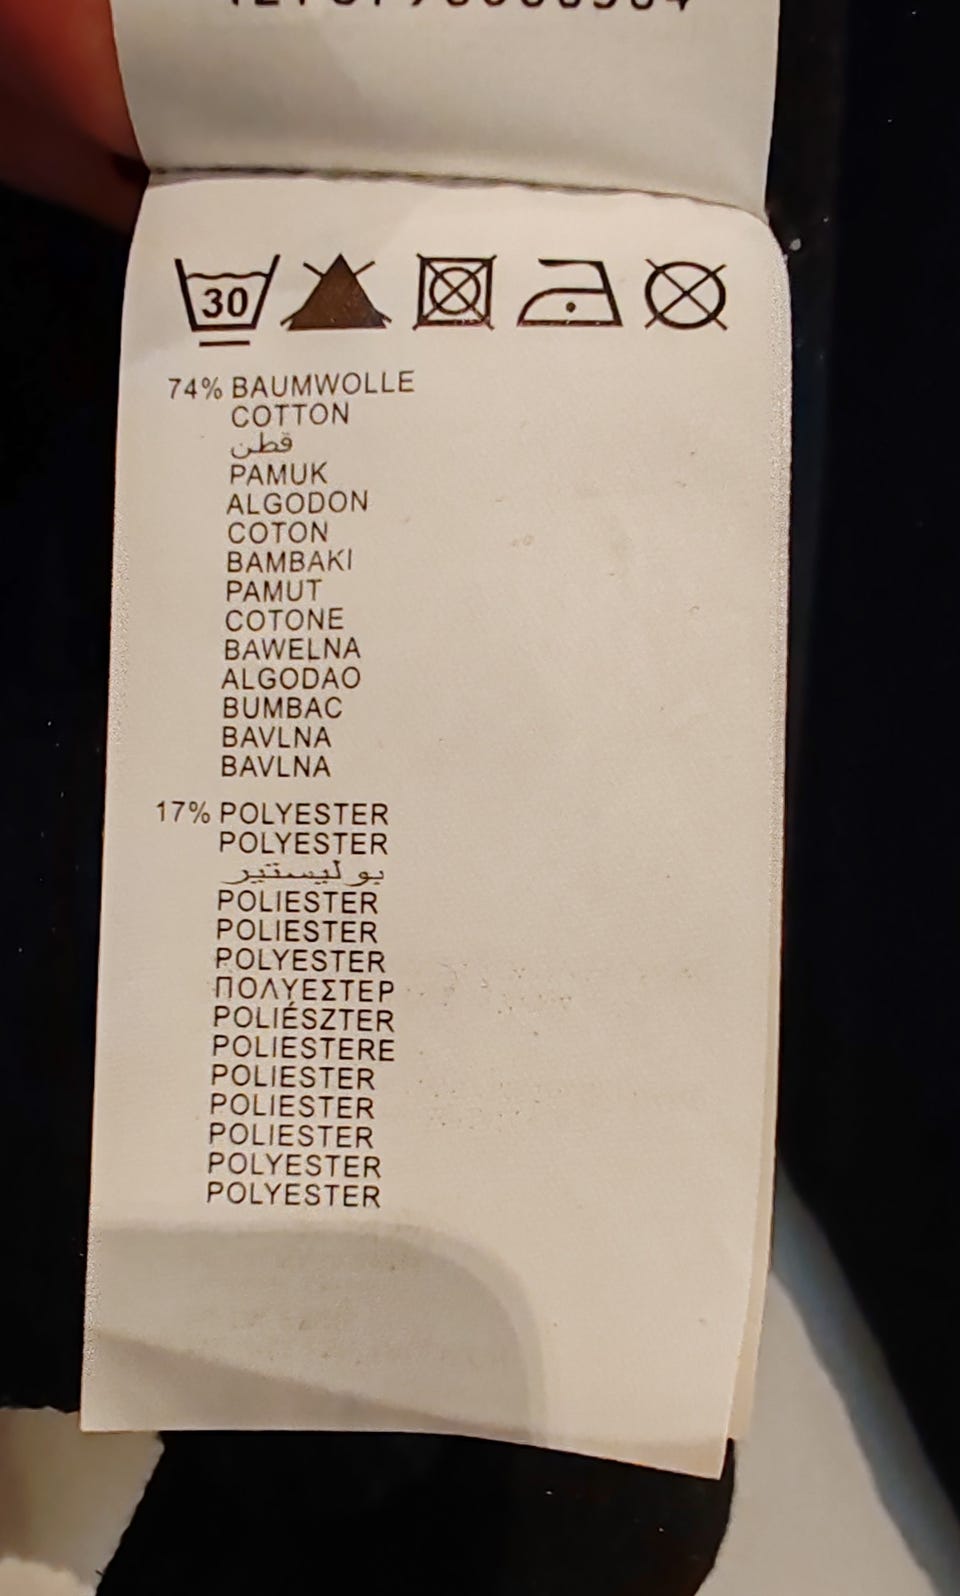 30
74% BAUMWOLLE
COTTON
قطن
PAMUK
ALGODON
COTON
BAMBAKI
PAMUT
COTONE
BAWELNA
ALGODAO
BUMBAC
BAVLNA
BAVLNA
17% POLYESTER
POLYESTER
بوليستير
POLIESTER
POLIESTER
POLYESTER
ΠΟΛΥΕΣΤΕΡ
POLIÉSZTER
POLIESTERE
POLIESTER
POLIESTER
POLIESTER
POLYESTER
POLYESTER